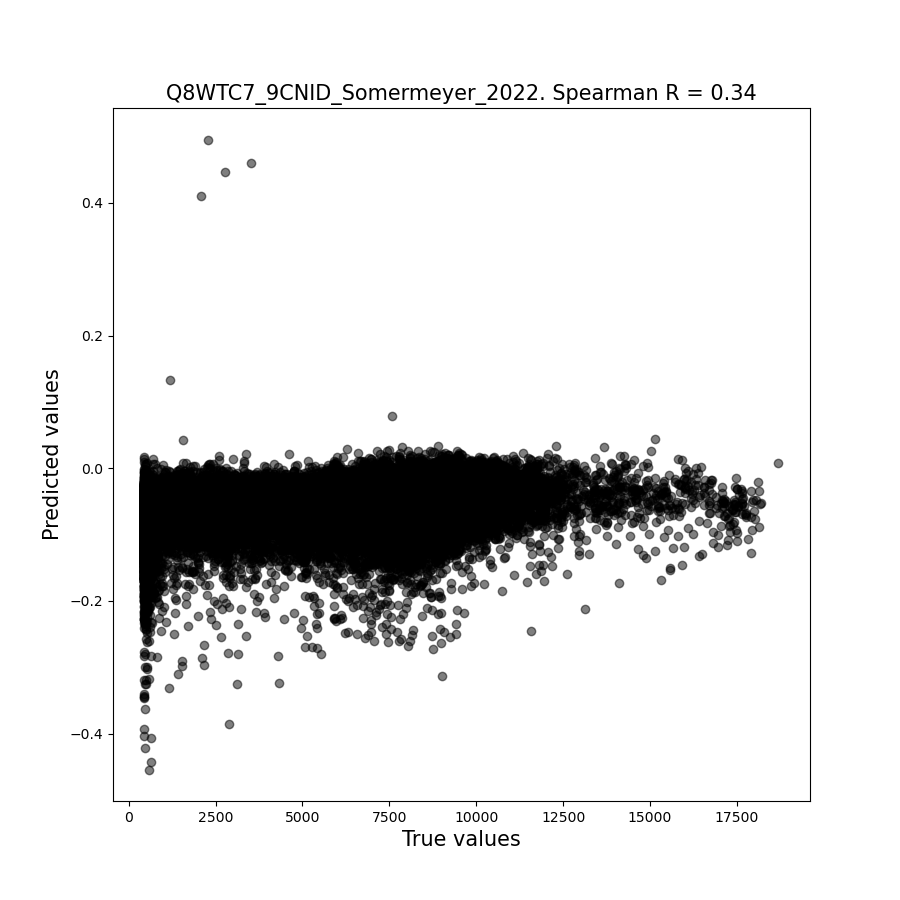 Q8WTC7_9CNID_Somermeyer_2022. Spearman R = 0.34
0.4
0.2
0.0
−0.2
−0.4
Predicted values
0 2500 5000 7500 10000 12500 15000 17500
True values